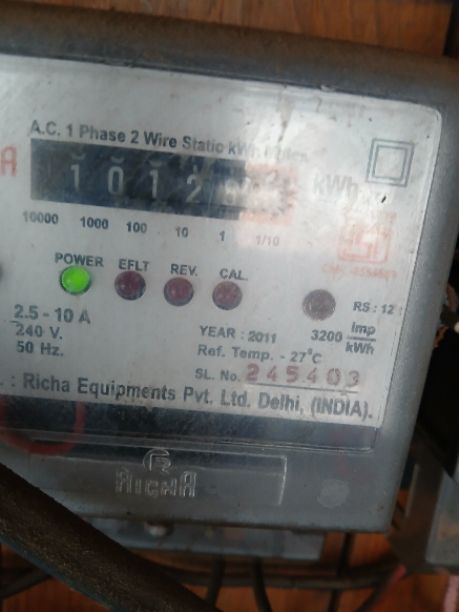 A.C. 1 Phase 2 Wire Static kWh
A
1 0 1 2
kWh
10000 1000 100 10 1 1/10
POWER EFLT REV. CAL.
RS : 12 :
2.5 - 10 A
240 V.
50 Hz.
YEAR : 2011 3200 Imp/kWh
Ref. Temp. - 27°C
SL. No. 245403
. : Richa Equipments Pvt. Ltd. Delhi, (INDIA).
RICHA